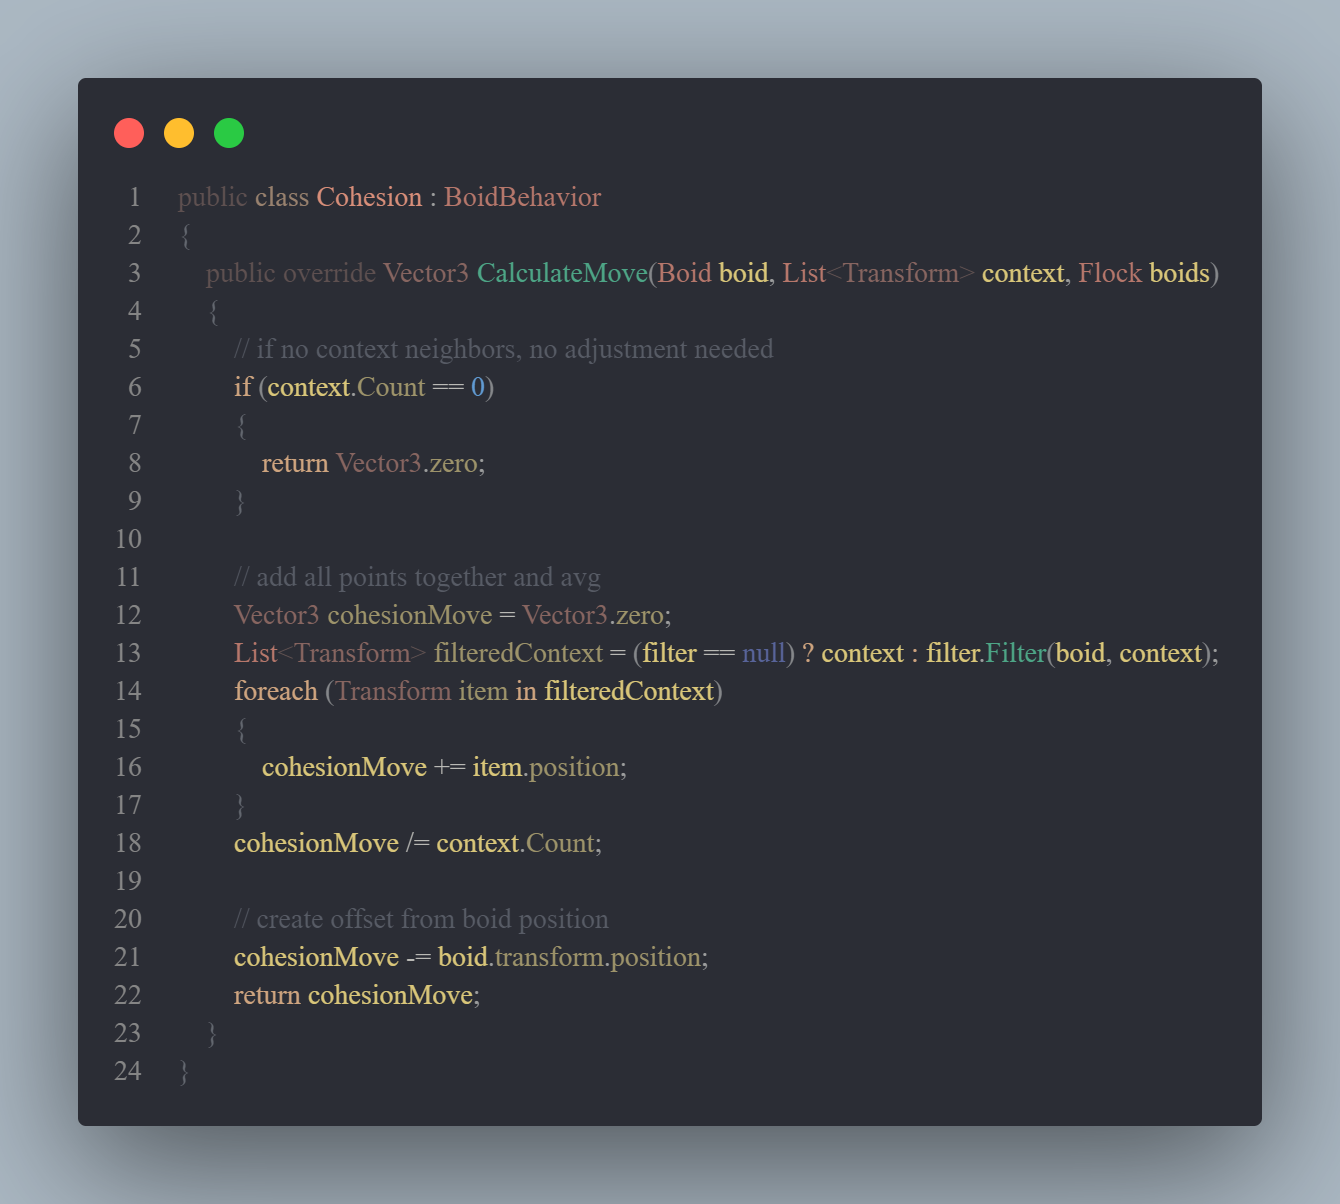 1 public class Cohesion : BoidBehavior
2 {
3 public override Vector3 CalculateMove(Boid boid, List<Transform> context, Flock boids)
4 {
5 // if no context neighbors, no adjustment needed
6 if (context.Count == 0)
7 {
8 return Vector3.zero;
9 }
10
11 // add all points together and avg
12 Vector3 cohesionMove = Vector3.zero;
13 List<Transform> filteredContext = (filter == null) ? context : filter.Filter(boid, context);
14 foreach (Transform item in filteredContext)
15 {
16 cohesionMove += item.position;
17 }
18 cohesionMove /= context.Count;
19
20 // create offset from boid position
21 cohesionMove -= boid.transform.position;
22 return cohesionMove;
23 }
24 }